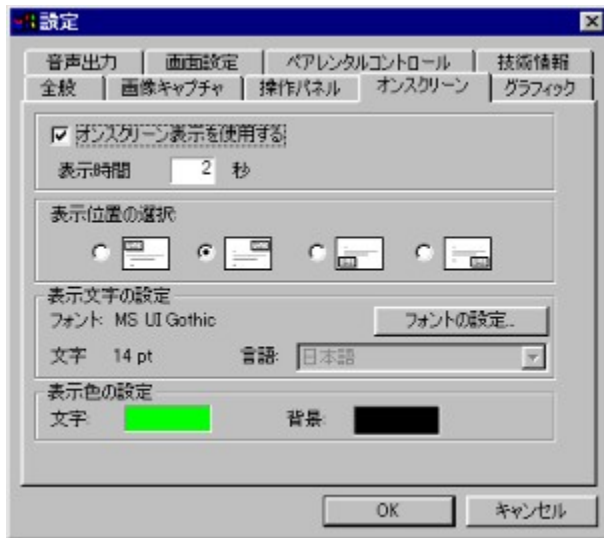 設定
音声出力 画面設定 ペアレンタルコントロール 技術情報
全般 画像キャプチャ 操作パネル オンスクリーン グラフィック
オンスクリーン表示を使用する
表示時間 2 秒
表示位置の選択
表示文字の設定
フォント: MS UI Gothic フォントの設定...
文字 14 pt 言語: 日本語
表示色の設定
文字: 背景:
OK キャンセル